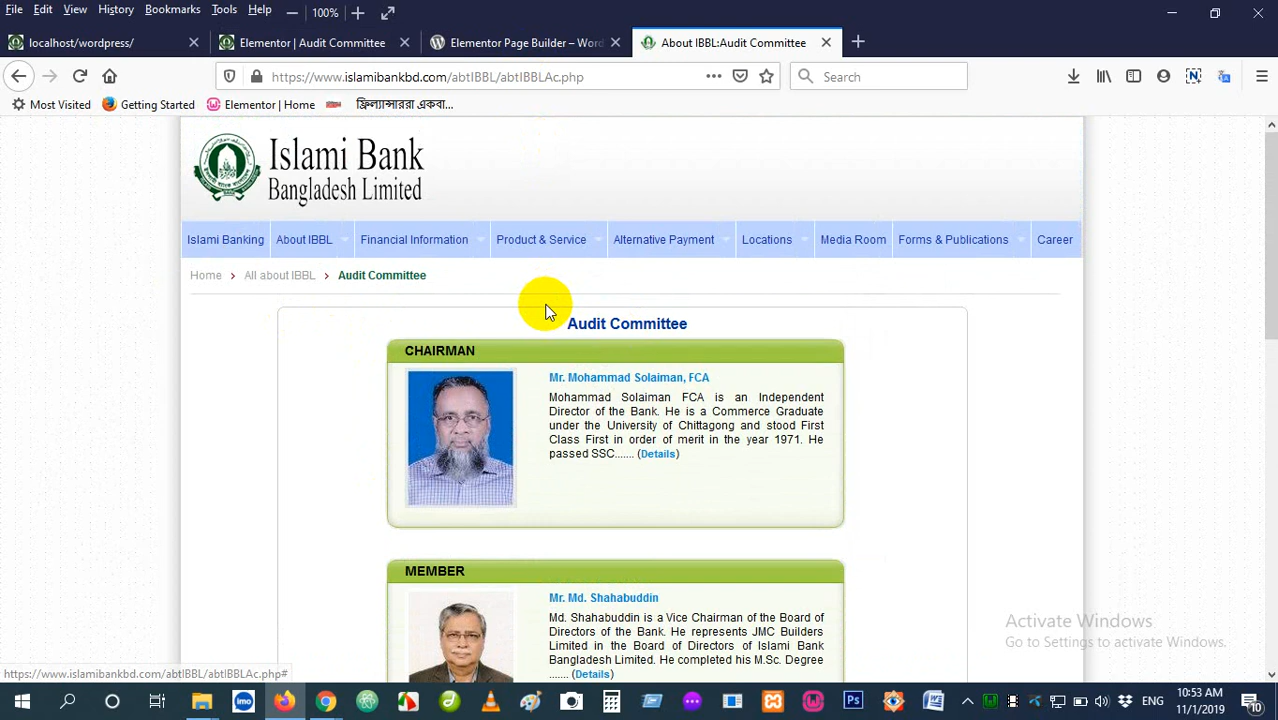 File Edit View History Bookmarks Tools 100%
localhost/wordpress/ Elementor | Audit Committee Elementor Page Builder – Word About IBBL:Audit Committee
https://www.islamibankbd.com/abtIBBL/abtIBBLAc.php Search
Most Visited Getting Started Elementor | Home ফ্রিল্যান্সাররা একবা...
Islami Bank
Bangladesh Limited
Islami Banking About IBBL Financial Information Product & Service Alternative Payment Locations Media Room Forms & Publications Career
Home All about IBBL Audit Committee
Audit Committee
CHAIRMAN
Mr. Mohammad Solaiman, FCA
Mohammad Solaiman FCA is an Independent
Director of the Bank. He is a Commerce Graduate
under the University of Chittagong and stood First
Class First in order of merit in the year 1971. He
passed SSC....... (Details)
MEMBER
Mr. Md. Shahabuddin
Md. Shahabuddin is a Vice Chairman of the Board of
Directors of the Bank. He represents JMC Builders
Limited in the Board of Directors of Islami Bank
Bangladesh Limited. He completed his M.Sc. Degree
....... (Details)
Activate Windows
Go to Settings to activate Windows.
https://www.islamibankbd.com/abtIBBL/abtIBBLAc.php#
imo Ps ENG 10:53 AM
11/1/2019 10